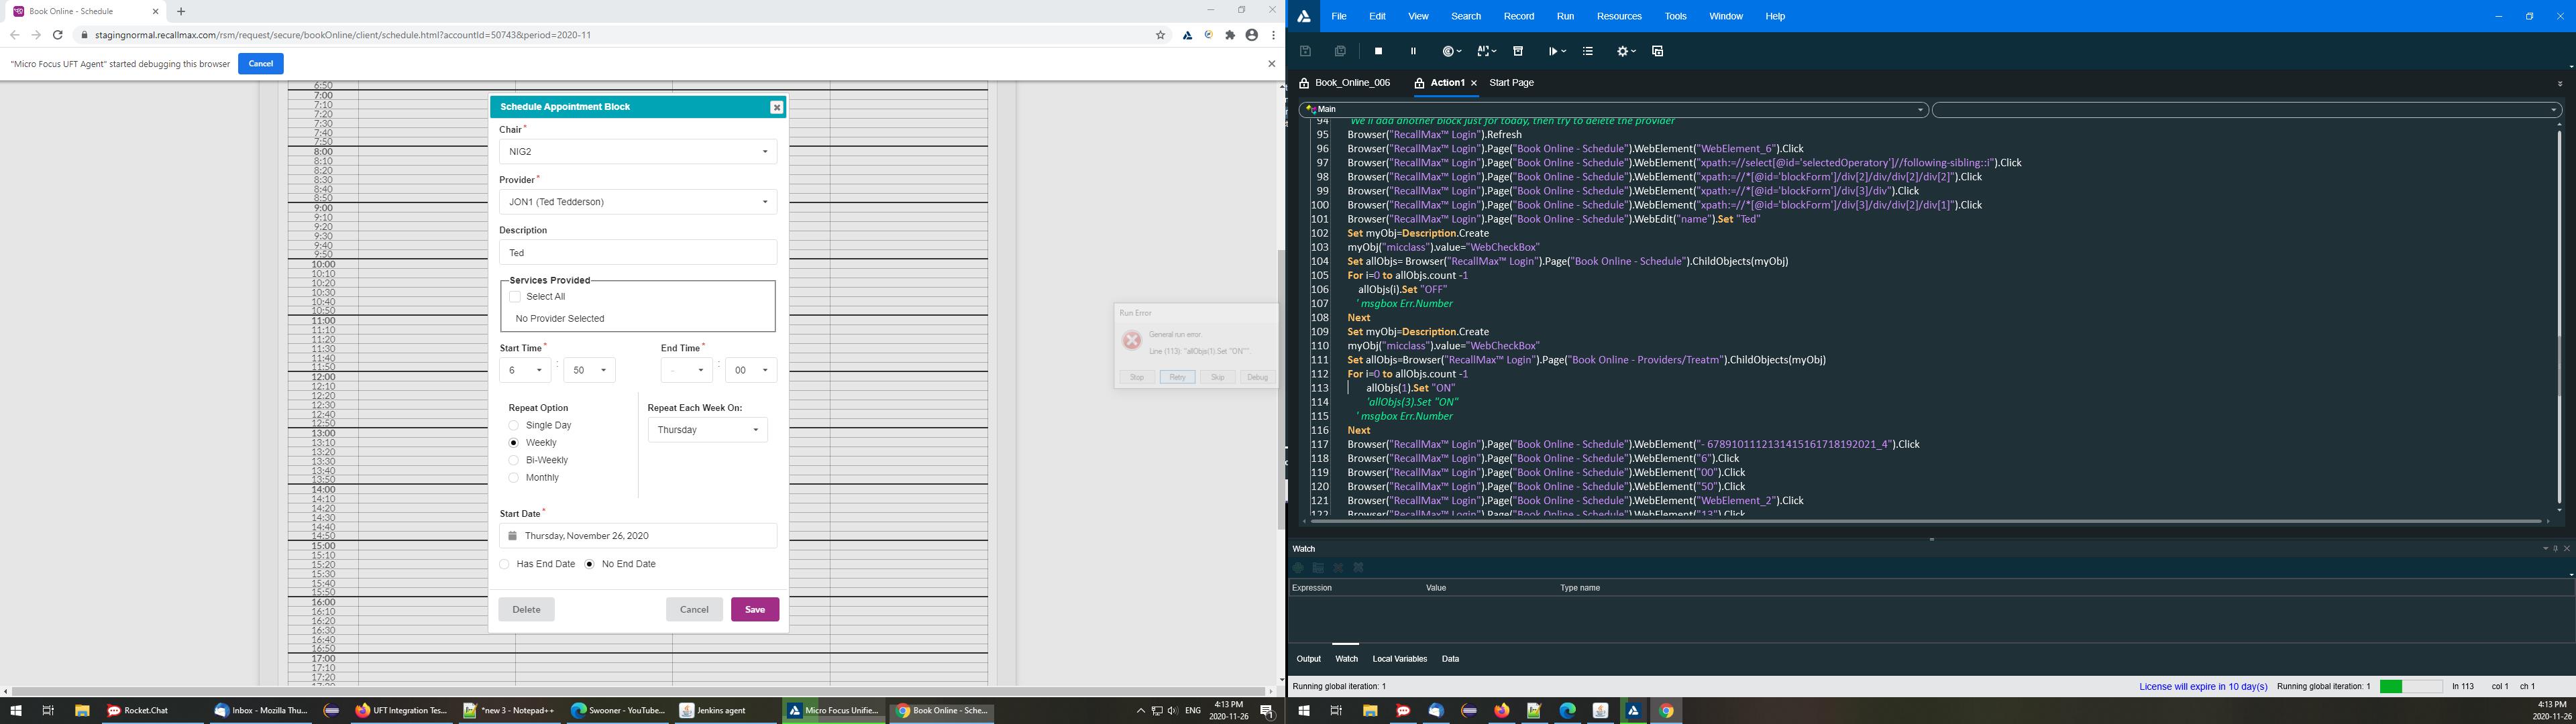 Book Online - Schedule
stagingnormal.recallmax.com/rsm/request/secure/bookOnline/client/schedule.html?accountId=50743&period=2020-11
"Micro Focus UFT Agent" started debugging this browser
Cancel
6:50
7:00
7:10
7:20
7:30
7:40
7:50
8:00
8:10
8:20
8:30
8:40
8:50
9:00
9:10
9:20
9:30
9:40
9:50
10:00
10:10
10:20
10:30
10:40
10:50
11:00
11:10
11:20
11:30
11:40
11:50
12:00
12:10
12:20
12:30
12:40
12:50
13:00
13:10
13:20
13:30
13:40
13:50
14:00
14:10
14:20
14:30
14:40
14:50
15:00
15:10
15:20
15:30
15:40
15:50
16:00
16:10
16:20
16:30
16:40
16:50
17:00
17:10
17:20
17:30
Schedule Appointment Block
Chair*
NIG2
Provider*
JON1 (Ted Tedderson)
Description
Ted
Services Provided
Select All
No Provider Selected
Start Time* End Time*
6 : 50 - : 00
Repeat Option Repeat Each Week On:
Single Day
Thursday
Weekly
Bi-Weekly
Monthly
Start Date*
Thursday, November 26, 2020
Has End Date No End Date
Delete Cancel Save
Run Error
General run error.
Line (113): "allObjs(1).Set "ON"".
Stop Retry Skip Debug
File Edit View Search Record Run Resources Tools Window Help
Book_Online_006 Action1 Start Page
Main
94 'We'll add another block just for today, then try to delete the provider
95 Browser("RecallMax™ Login").Refresh
96 Browser("RecallMax™ Login").Page("Book Online - Schedule").WebElement("WebElement_6").Click
97 Browser("RecallMax™ Login").Page("Book Online - Schedule").WebElement("xpath:=//select[@id='selectedOperatory']//following-sibling::i").Click
98 Browser("RecallMax™ Login").Page("Book Online - Schedule").WebElement("xpath:=//*[@id='blockForm']/div[2]/div/div[2]/div[2]").Click
99 Browser("RecallMax™ Login").Page("Book Online - Schedule").WebElement("xpath:=//*[@id='blockForm']/div[3]/div").Click
100 Browser("RecallMax™ Login").Page("Book Online - Schedule").WebElement("xpath:=//*[@id='blockForm']/div[3]/div/div[2]/div[1]").Click
101 Browser("RecallMax™ Login").Page("Book Online - Schedule").WebEdit("name").Set "Ted"
102 Set myObj=Description.Create
103 myObj("micclass").value="WebCheckBox"
104 Set allObjs= Browser("RecallMax™ Login").Page("Book Online - Schedule").ChildObjects(myObj)
105 For i=0 to allObjs.count -1
106 allObjs(i).Set "OFF"
107 ' msgbox Err.Number
108 Next
109 Set myObj=Description.Create
110 myObj("micclass").value="WebCheckBox"
111 Set allObjs=Browser("RecallMax™ Login").Page("Book Online - Providers/Treatm").ChildObjects(myObj)
112 For i=0 to allObjs.count -1
113 allObjs(1).Set "ON"
114 'allObjs(3).Set "ON"
115 ' msgbox Err.Number
116 Next
117 Browser("RecallMax™ Login").Page("Book Online - Schedule").WebElement("- 6789101112131415161718192021_4").Click
118 Browser("RecallMax™ Login").Page("Book Online - Schedule").WebElement("6").Click
119 Browser("RecallMax™ Login").Page("Book Online - Schedule").WebElement("00").Click
120 Browser("RecallMax™ Login").Page("Book Online - Schedule").WebElement("50").Click
121 Browser("RecallMax™ Login").Page("Book Online - Schedule").WebElement("WebElement_2").Click
122 Browser("RecallMax™ Login").Page("Book Online - Schedule").WebElement("13").Click
Watch
Expression Value Type name
Output Watch Local Variables Data
Running global iteration: 1 License will expire in 10 day(s) Running global iteration: 1 ln 113 col 1 ch 1
Rocket.Chat Inbox - Mozilla Thu... UFT Integration Tes... *new 3 - Notepad++ Swooner - YouTube... Jenkins agent Micro Focus Unifie... Book Online - Sche... ENG 4:13 PM 2020-11-26 1
4:13 PM
2020-11-26